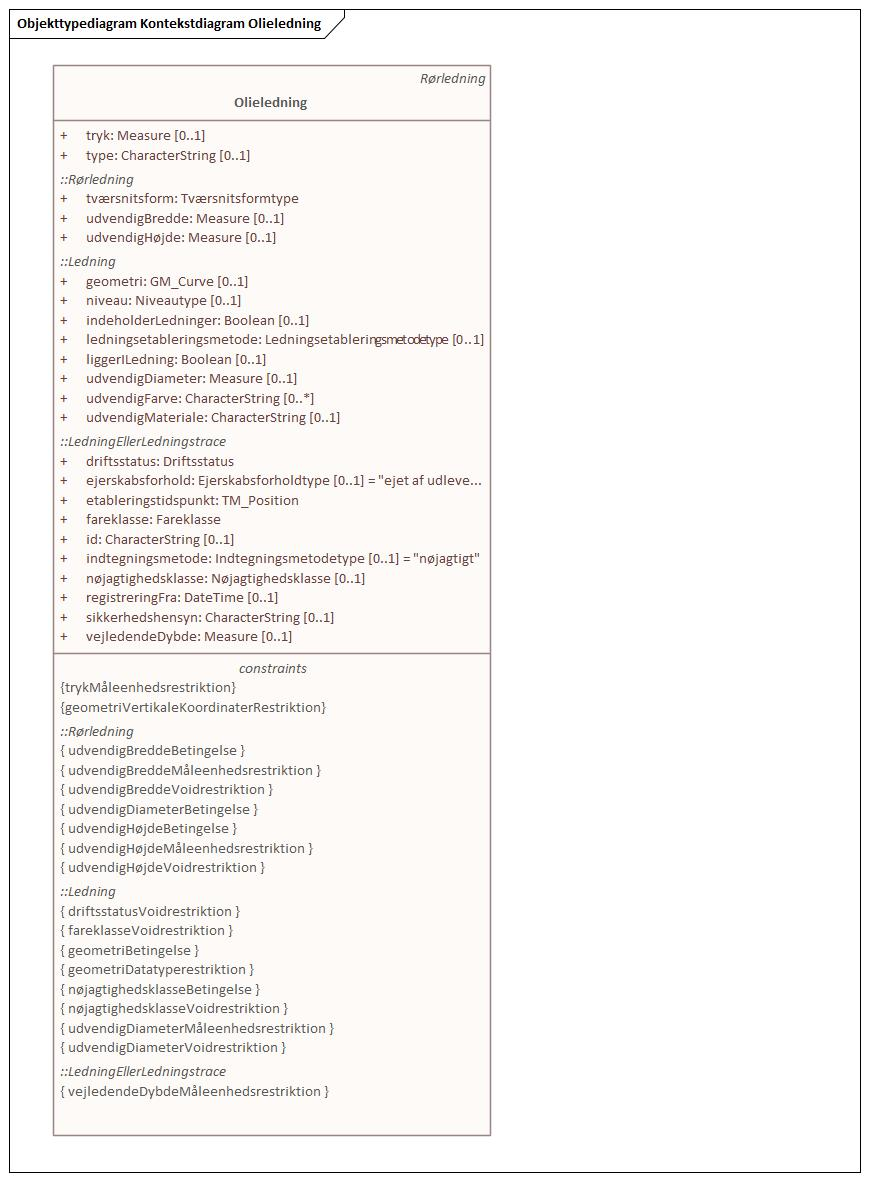 Objekttypediagram Kontekstdiagram Olieledning
Rørledning
Olieledning
+ tryk: Measure [0..1]
+ type: CharacterString [0..1]
::Rørledning
+ tværsnitsform: Tværsnitsformtype
+ udvendigBredde: Measure [0..1]
+ udvendigHøjde: Measure [0..1]
::Ledning
+ geometri: GM_Curve [0..1]
+ niveau: Niveautype [0..1]
+ indeholderLedninger: Boolean [0..1]
+ ledningsetableringsmetode: Ledningsetableringsmetodetype [0..1]
+ liggerILedning: Boolean [0..1]
+ udvendigDiameter: Measure [0..1]
+ udvendigFarve: CharacterString [0..*]
+ udvendigMateriale: CharacterString [0..1]
::LedningEllerLedningstrace
+ driftsstatus: Driftsstatus
+ ejerskabsforhold: Ejerskabsforholdtype [0..1] = "ejet af udleve...
+ etableringstidspunkt: TM_Position
+ fareklasse: Fareklasse
+ id: CharacterString [0..1]
+ indtegningsmetode: Indtegningsmetodetype [0..1] = "nøjagtigt"
+ nøjagtighedsklasse: Nøjagtighedsklasse [0..1]
+ registreringFra: DateTime [0..1]
+ sikkerhedshensyn: CharacterString [0..1]
+ vejledendeDybde: Measure [0..1]
constraints
{trykMåleenhedsrestriktion}
{geometriVertikaleKoordinaterRestriktion}
::Rørledning
{ udvendigBreddeBetingelse }
{ udvendigBreddeMåleenhedsrestriktion }
{ udvendigBreddeVoidrestriktion }
{ udvendigDiameterBetingelse }
{ udvendigHøjdeBetingelse }
{ udvendigHøjdeMåleenhedsrestriktion }
{ udvendigHøjdeVoidrestriktion }
::Ledning
{ driftsstatusVoidrestriktion }
{ fareklasseVoidrestriktion }
{ geometriBetingelse }
{ geometriDatatyperestriktion }
{ nøjagtighedsklasseBetingelse }
{ nøjagtighedsklasseVoidrestriktion }
{ udvendigDiameterMåleenhedsrestriktion }
{ udvendigDiameterVoidrestriktion }
::LedningEllerLedningstrace
{ vejledendeDybdeMåleenhedsrestriktion }